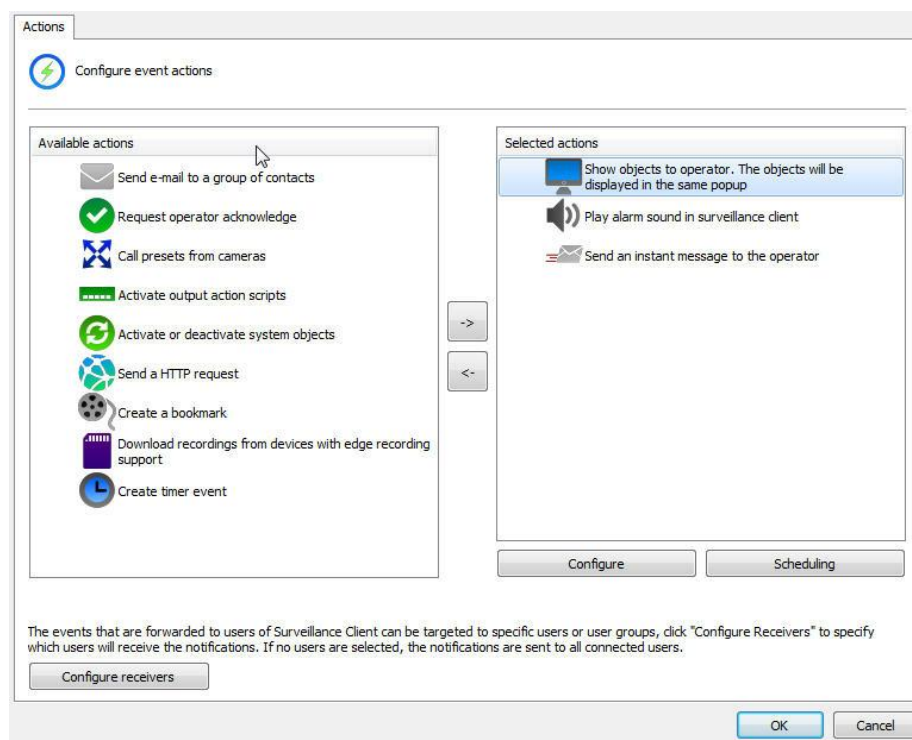 Actions
Configure event actions
Available actions
Send e-mail to a group of contacts
Request operator acknowledge
Call presets from cameras
Activate output action scripts
Activate or deactivate system objects
Send a HTTP request
Create a bookmark
Download recordings from devices with edge recording
support
Create timer event
->
<-
Selected actions
Show objects to operator. The objects will be
displayed in the same popup
Play alarm sound in surveillance client
Send an instant message to the operator
Configure
Scheduling
The events that are forwarded to users of Surveillance Client can be targeted to specific users or user groups, click "Configure Receivers" to specify
which users will receive the notifications. If no users are selected, the notifications are sent to all connected users.
Configure receivers
OK
Cancel